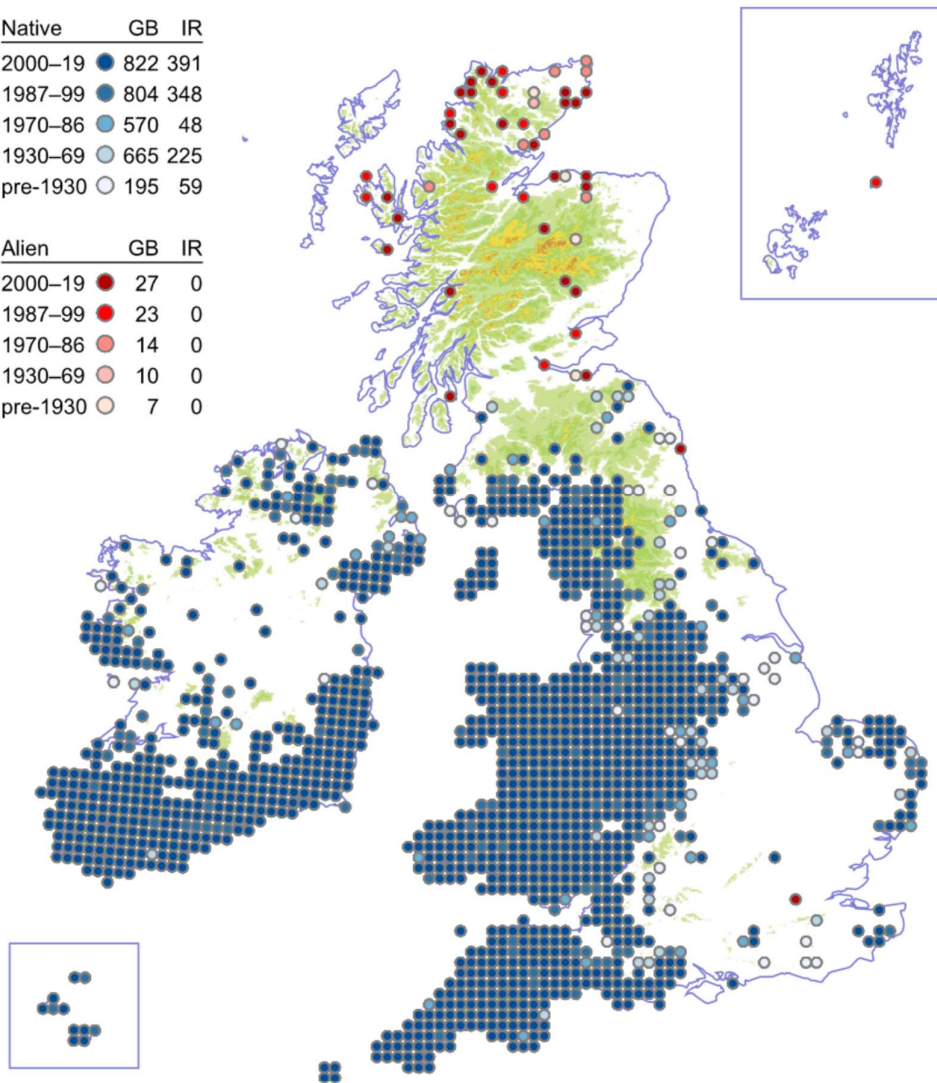 Native GB IR
2000–19 822 391
1987–99 804 348
1970–86 570 48
1930–69 665 225
pre-1930 195 59
Alien GB IR
2000–19 27 0
1987–99 23 0
1970–86 14 0
1930–69 10 0
pre-1930 7 0